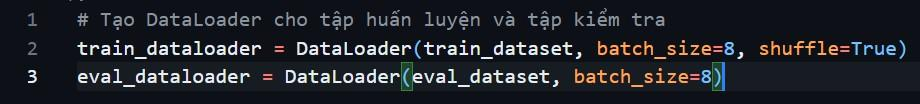 1 # Tạo DataLoader cho tập huấn luyện và tập kiểm tra
2 train_dataloader = DataLoader(train_dataset, batch_size=8, shuffle=True)
3 eval_dataloader = DataLoader(eval_dataset, batch_size=8)